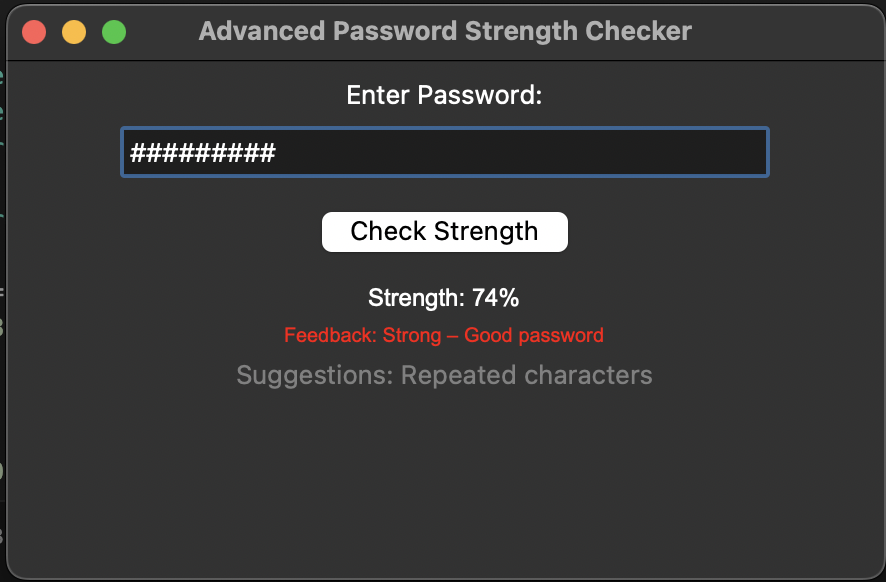 Advanced Password Strength Checker
Enter Password:
#########
Check Strength
Strength: 74%
Feedback: Strong – Good password
Suggestions: Repeated characters